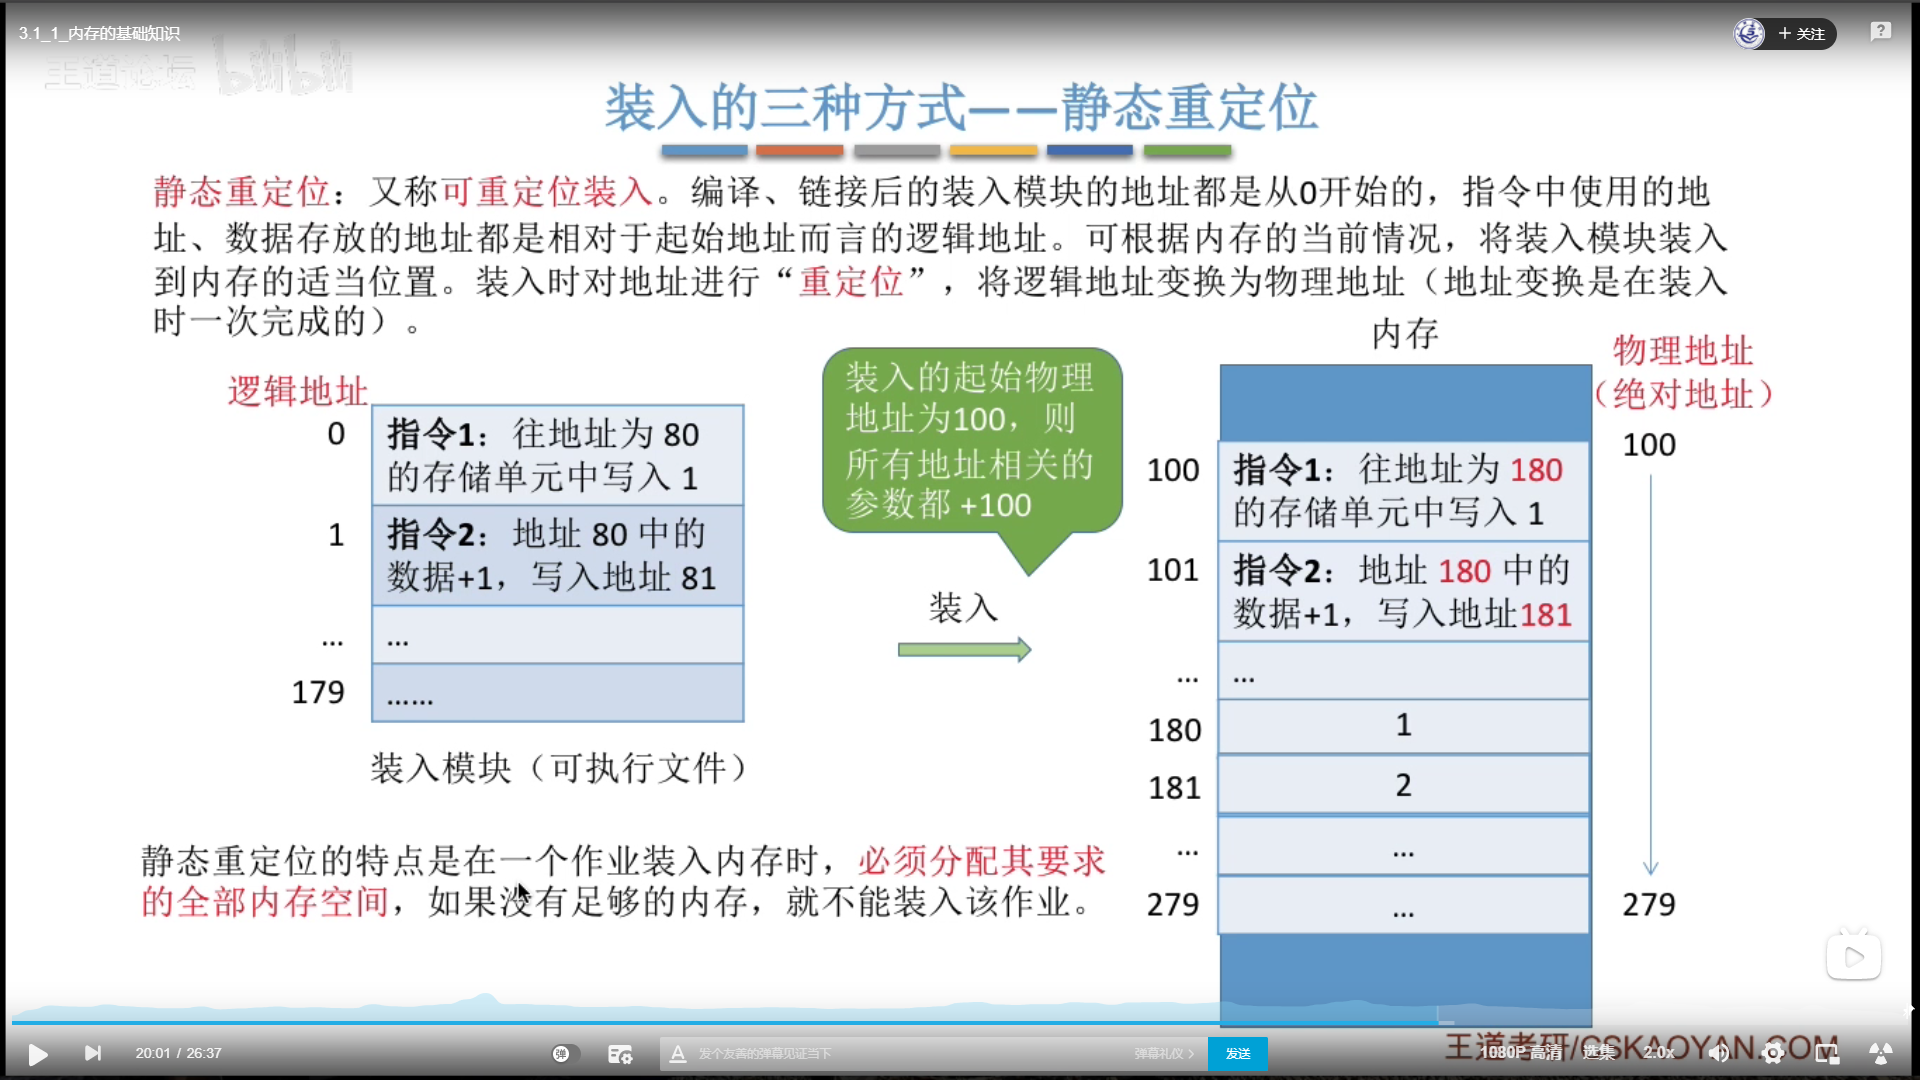 3.1_1_内存的基础知识
+ 关注
王道论坛 bilibili
装入的三种方式——静态重定位
静态重定位：又称可重定位装入。编译、链接后的装入模块的地址都是从0开始的，指令中使用的地
址、数据存放的地址都是相对于起始地址而言的逻辑地址。可根据内存的当前情况，将装入模块装入
到内存的适当位置。装入时对地址进行“重定位”，将逻辑地址变换为物理地址（地址变换是在装入
时一次完成的）。
逻辑地址
0
指令1：往地址为 80
的存储单元中写入 1
1
指令2：地址 80 中的
数据+1，写入地址 81
...
...
179
......
装入模块（可执行文件）
装入的起始物理
地址为100，则
所有地址相关的
参数都 +100
装入
内存
物理地址
（绝对地址）
100
279
100
指令1：往地址为 180
的存储单元中写入 1
101
指令2：地址 180 中的
数据+1，写入地址181
...
...
180
1
181
2
...
...
279
...
静态重定位的特点是在一个作业装入内存时，必须分配其要求
的全部内存空间，如果没有足够的内存，就不能装入该作业。
王道考研/CSKAOYAN.COM
20:01 / 26:37
弹
A
发个友善的弹幕见证当下
弹幕礼仪 >
发送
1080P 高清
选集
2.0x